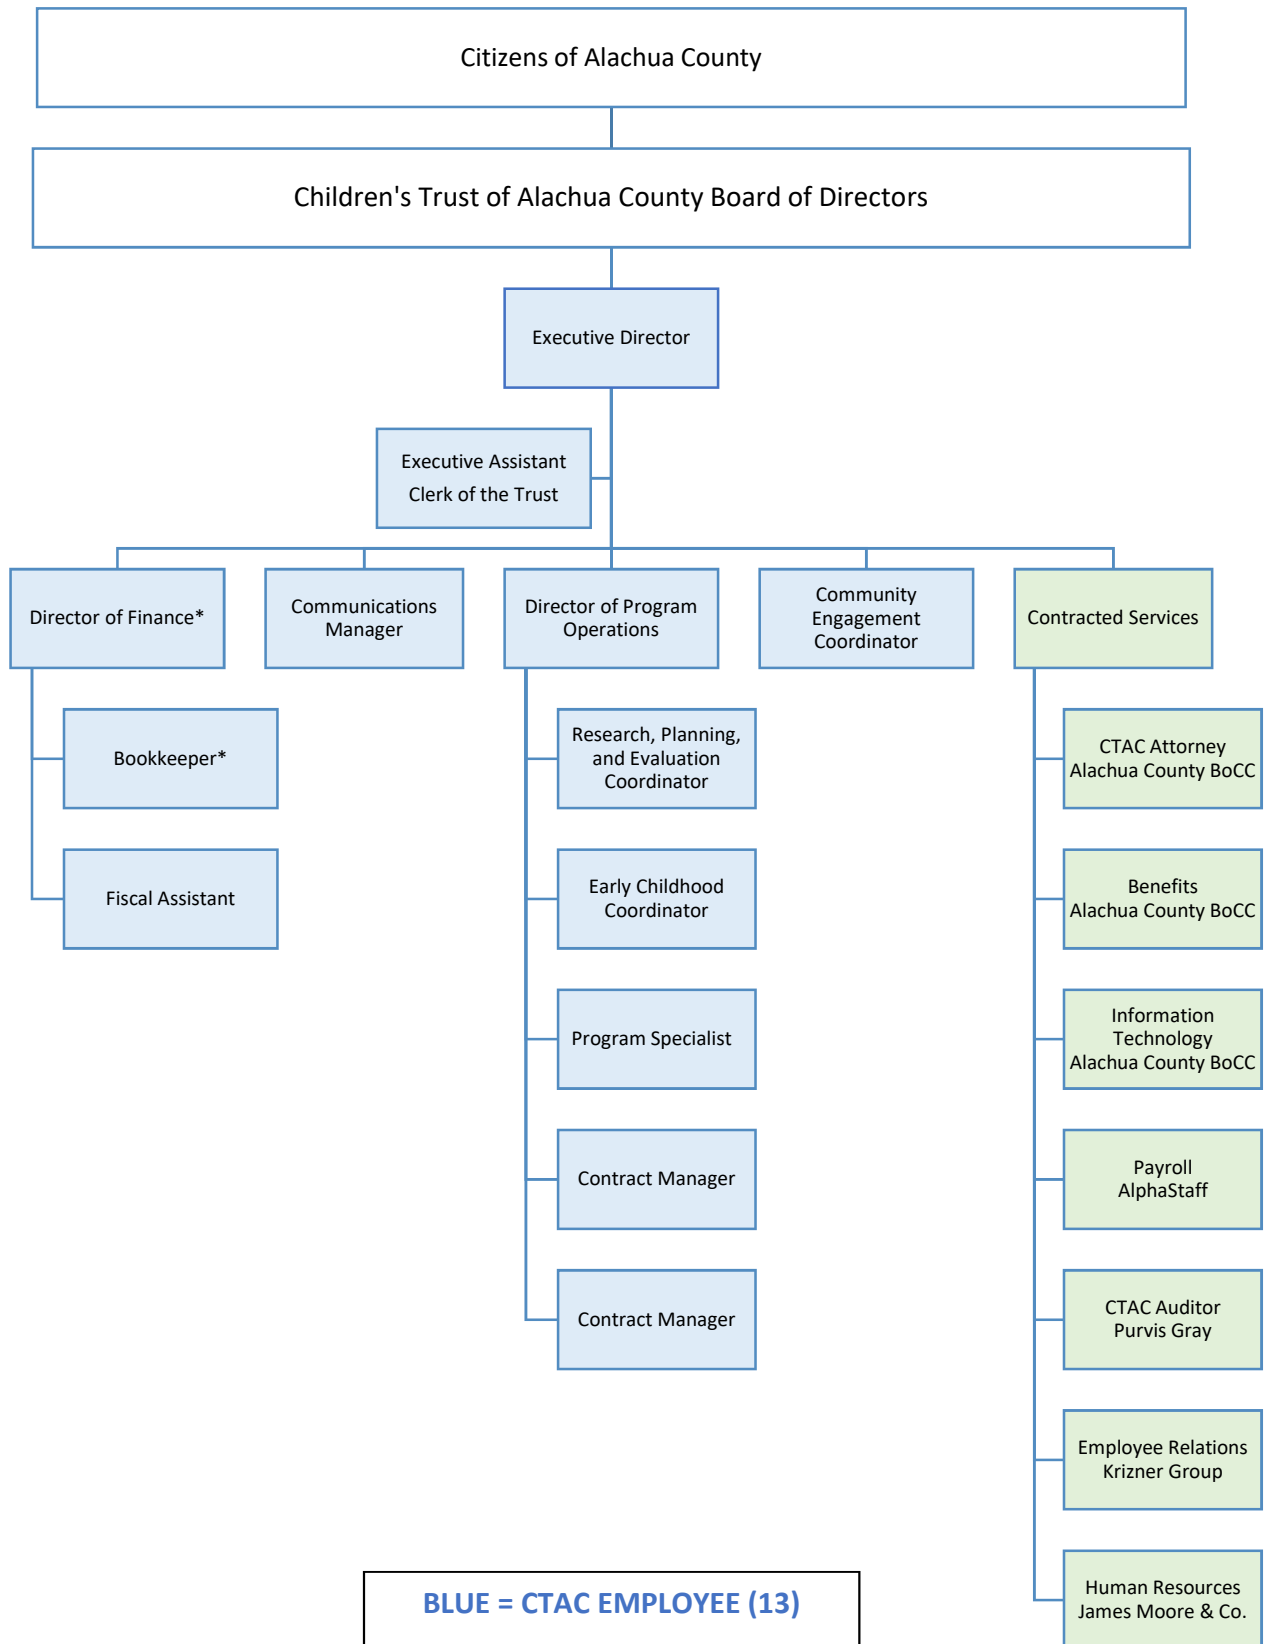 Citizens of Alachua County
Children's Trust of Alachua County Board of Directors
Executive Director
Executive Assistant
Clerk of the Trust
Director of Finance*
Communications
Manager
Director of Program
Operations
Community
Engagement
Coordinator
Contracted Services
Bookkeeper*
Fiscal Assistant
Research, Planning,
and Evaluation
Coordinator
Early Childhood
Coordinator
Program Specialist
Contract Manager
Contract Manager
CTAC Attorney
Alachua County BoCC
Benefits
Alachua County BoCC
Information
Technology
Alachua County BoCC
Payroll
AlphaStaff
CTAC Auditor
Purvis Gray
Employee Relations
Krizner Group
Human Resources
James Moore & Co.
BLUE = CTAC EMPLOYEE (13)